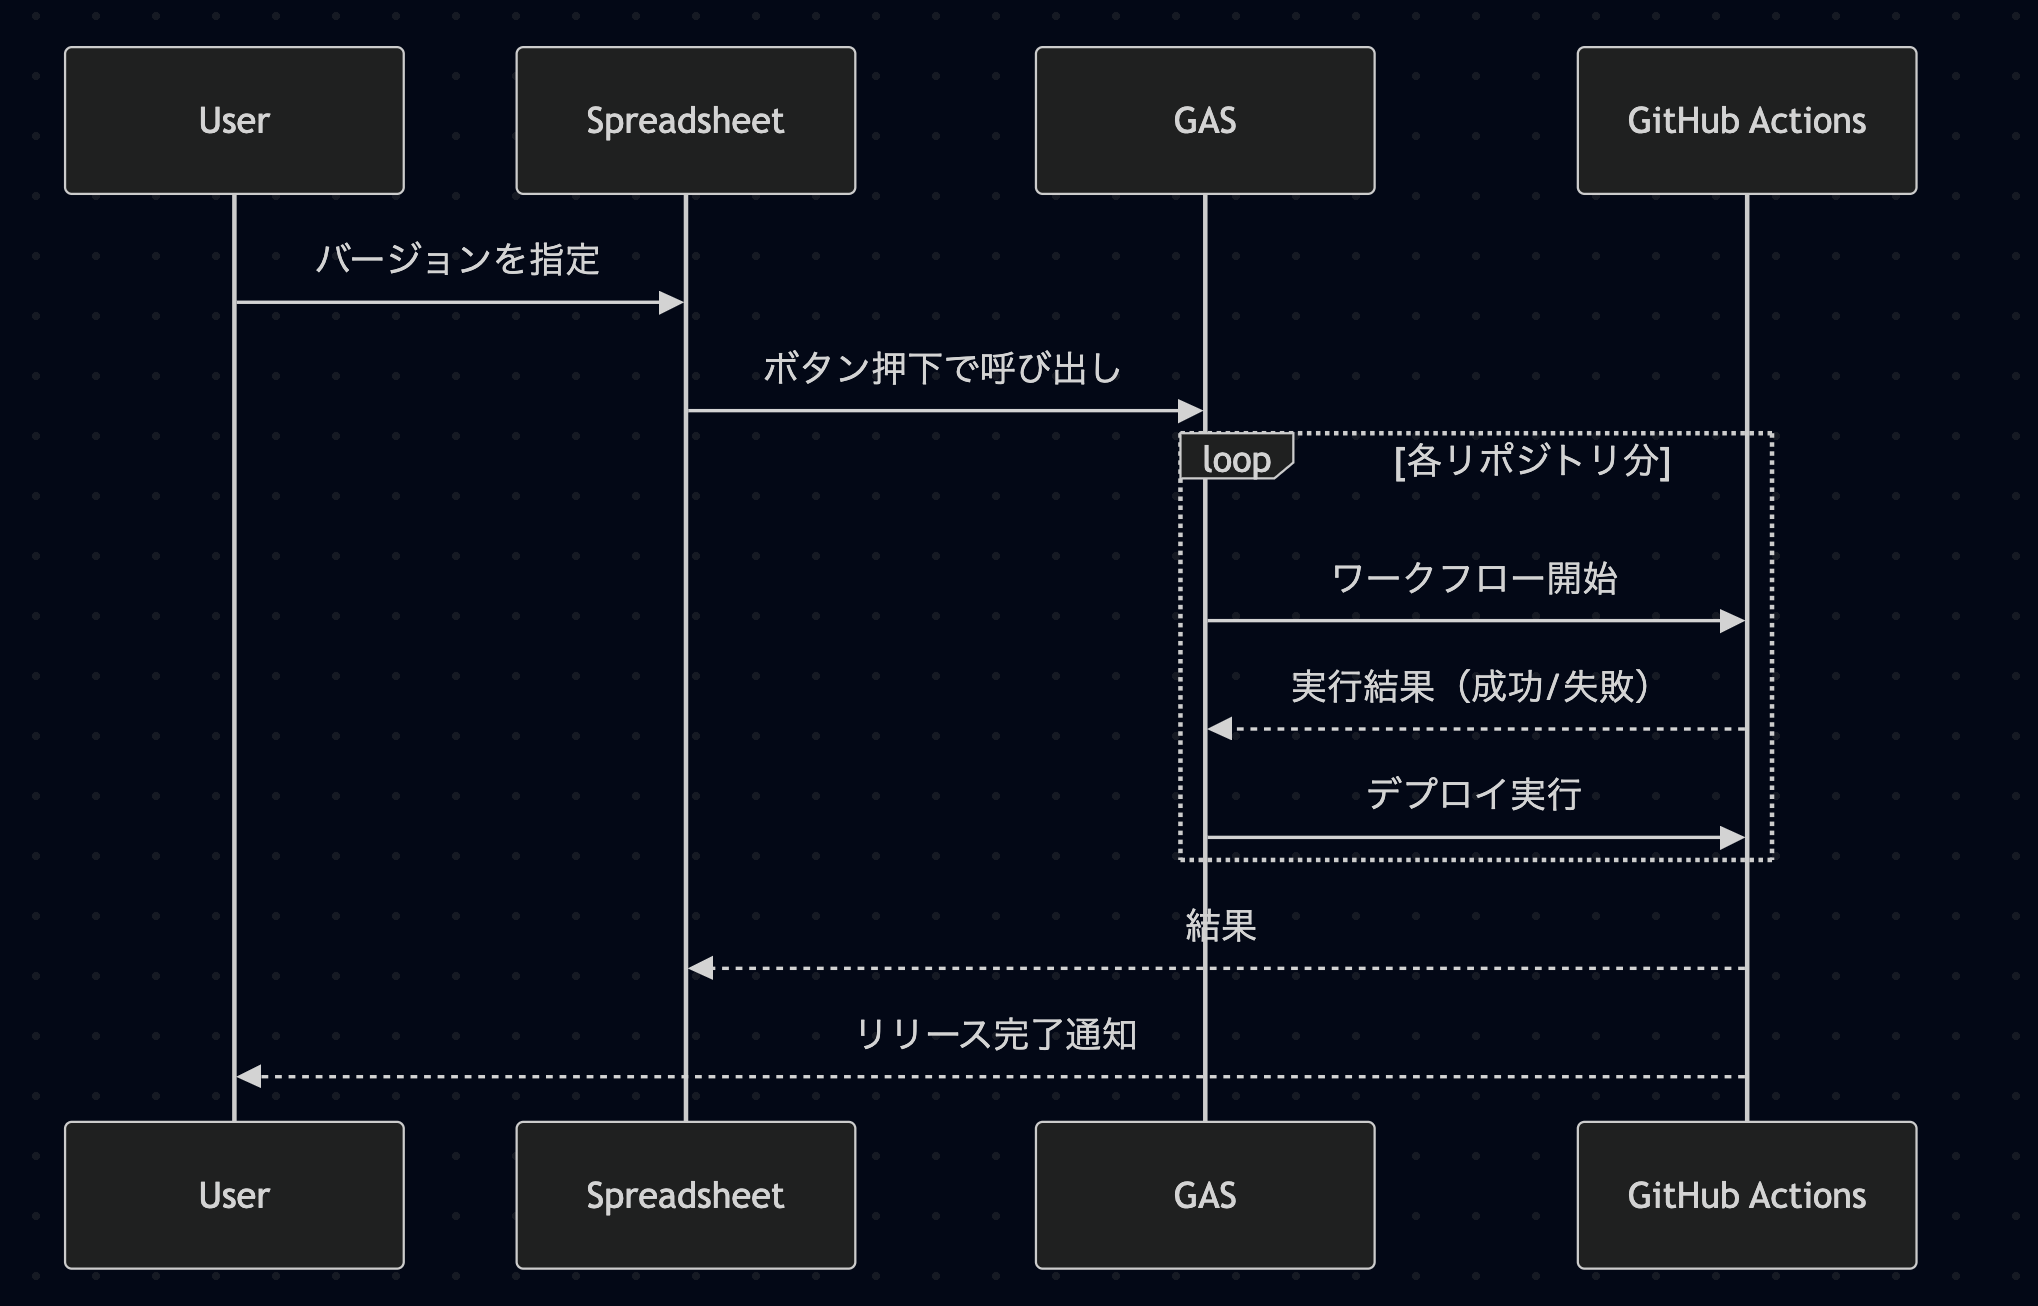 User
Spreadsheet
GAS
GitHub Actions
バージョンを指定
ボタン押下で呼び出し
loop
[各リポジトリ分]
ワークフロー開始
実行結果（成功/失敗）
デプロイ実行
結果
リリース完了通知
User
Spreadsheet
GAS
GitHub Actions